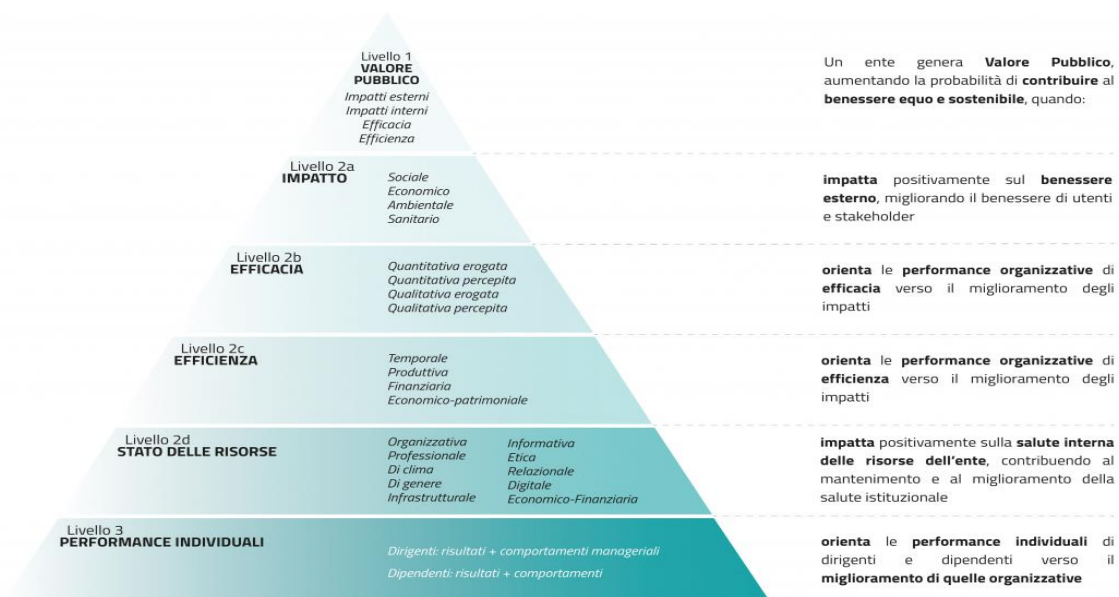 Livello 1
VALORE
PUBBLICO
Impatti esterni
Impatti interni
Efficacia
Efficienza
Un ente genera Valore Pubblico,
aumentando la probabilità di contribuire al
benessere equo e sostenibile, quando:
Livello 2a
IMPATTO
Sociale
Economico
Ambientale
Sanitario
impatta positivamente sul benessere
esterno, migliorando il benessere di utenti
e stakeholder
Livello 2b
EFFICACIA
Quantitativa erogata
Quantitativa percepita
Qualitativa erogata
Qualitativa percepita
orienta le performance organizzative di
efficacia verso il miglioramento degli
impatti
Livello 2c
EFFICIENZA
Temporale
Produttiva
Finanziaria
Economico-patrimoniale
orienta le performance organizzative di
efficienza verso il miglioramento degli
impatti
Livello 2d
STATO DELLE RISORSE
Organizzativa
Professionale
Di clima
Di genere
Infrastrutturale
Informativa
Etica
Relazionale
Digitale
Economico-Finanziaria
impatta positivamente sulla salute interna
delle risorse dell'ente, contribuendo al
mantenimento e al miglioramento della
salute istituzionale
Livello 3
PERFORMANCE INDIVIDUALI
Dirigenti: risultati + comportamenti manageriali
Dipendenti: risultati + comportamenti
orienta le performance individuali di
dirigenti e dipendenti verso il
miglioramento di quelle organizzative